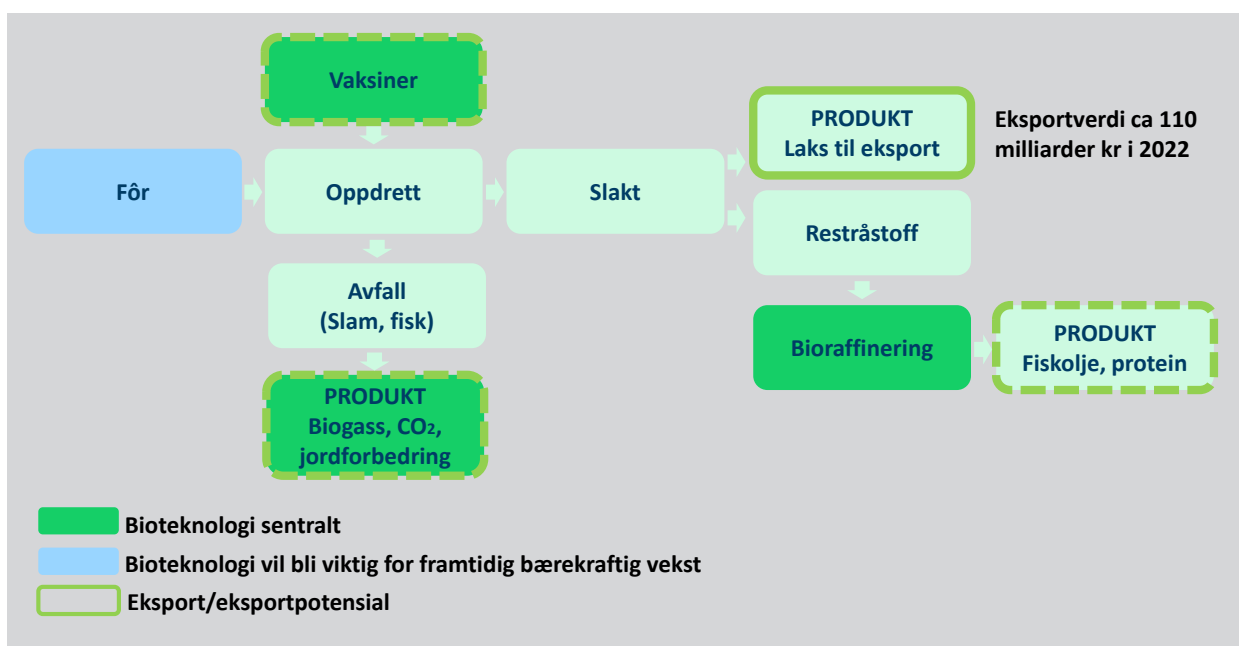 Vaksiner
PRODUKT
Laks til eksport
Eksportverdi ca 110
milliarder kr i 2022
Fôr
Oppdrett
Slakt
Restråstoff
Avfall
(Slam, fisk)
Bioraffinering
PRODUKT
Fiskolje, protein
PRODUKT
Biogass, CO₂,
jordforbedring
Bioteknologi sentralt
Bioteknologi vil bli viktig for framtidig bærekraftig vekst
Eksport/eksportpotensial